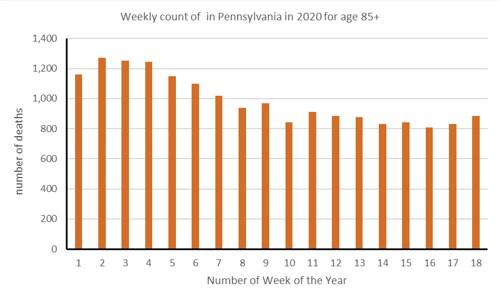 Weekly count of  in Pennsylvania in 2020 for age 85+
1,400
1,200
1,000
800
600
400
200
0
number of deaths
1 2 3 4 5 6 7 8 9 10 11 12 13 14 15 16 17 18
Number of Week of the Year